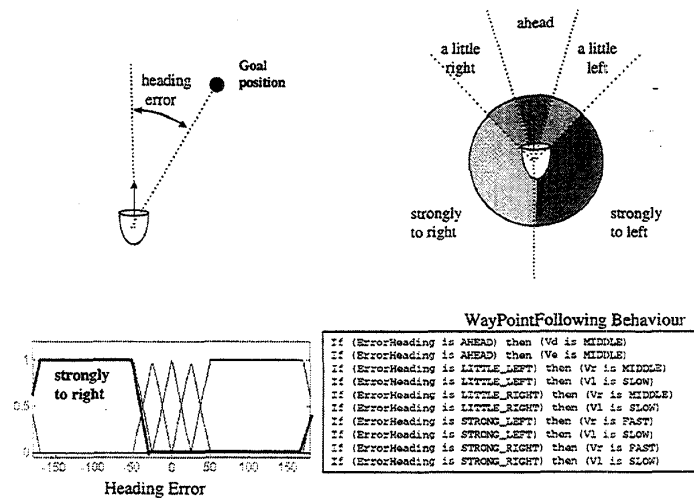 heading
error
Goal
position
ahead
a little
right
a little
left
strongly
to right
strongly
to left
1
0.5
0
strongly
to right
-150 -100 -50 0 50 100 150
Heading Error
WayPointFollowing Behaviour
If (ErrorHeading is AHEAD) then (Vd is MIDDLE)
If (ErrorHeading is AHEAD) then (Ve is MIDDLE)
If (ErrorHeading is LITTLE_LEFT) then (Vr is MIDDLE)
If (ErrorHeading is LITTLE_LEFT) then (Vl is SLOW)
If (ErrorHeading is LITTLE_RIGHT) then (Vr is MIDDLE)
If (ErrorHeading is LITTLE_RIGHT) then (Vl is SLOW)
If (ErrorHeading is STRONG_LEFT) then (Vr is FAST)
If (ErrorHeading is STRONG_LEFT) then (Vl is SLOW)
If (ErrorHeading is STRONG_RIGHT) then (Vr is FAST)
If (ErrorHeading is STRONG_RIGHT) then (Vl is SLOW)